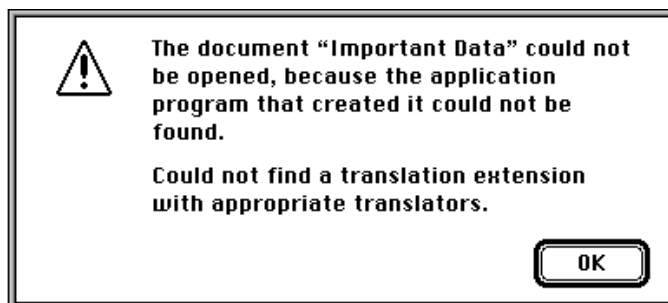 The document “Important Data” could not
be opened, because the application
program that created it could not be
found.
Could not find a translation extension
with appropriate translators.
OK